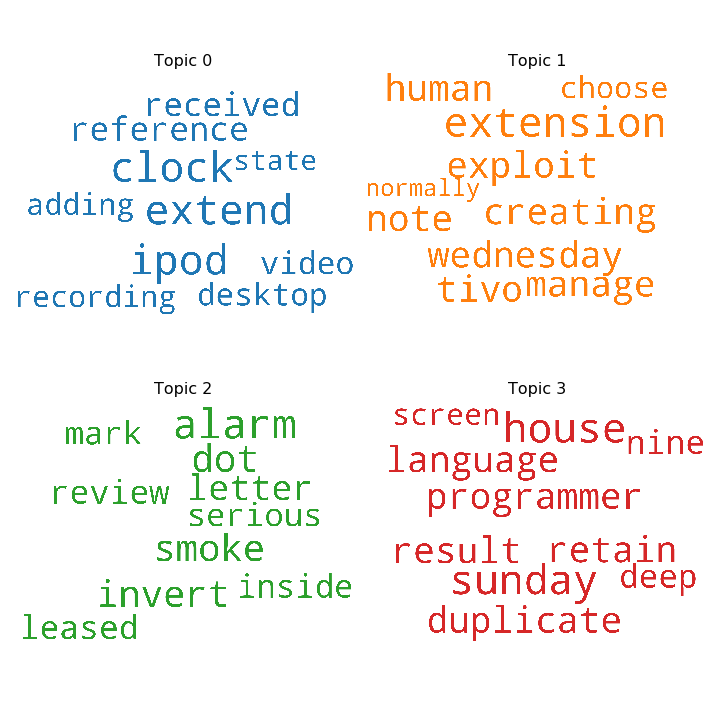 Topic 0
received
reference
clock state
adding extend
ipod video
recording desktop
Topic 1
human choose
extension
exploit
normally
note creating
wednesday
tivo manage
Topic 2
mark alarm
dot
review letter
serious
smoke
invert inside
leased
Topic 3
screen house nine
language
programmer
result retain
sunday deep
duplicate